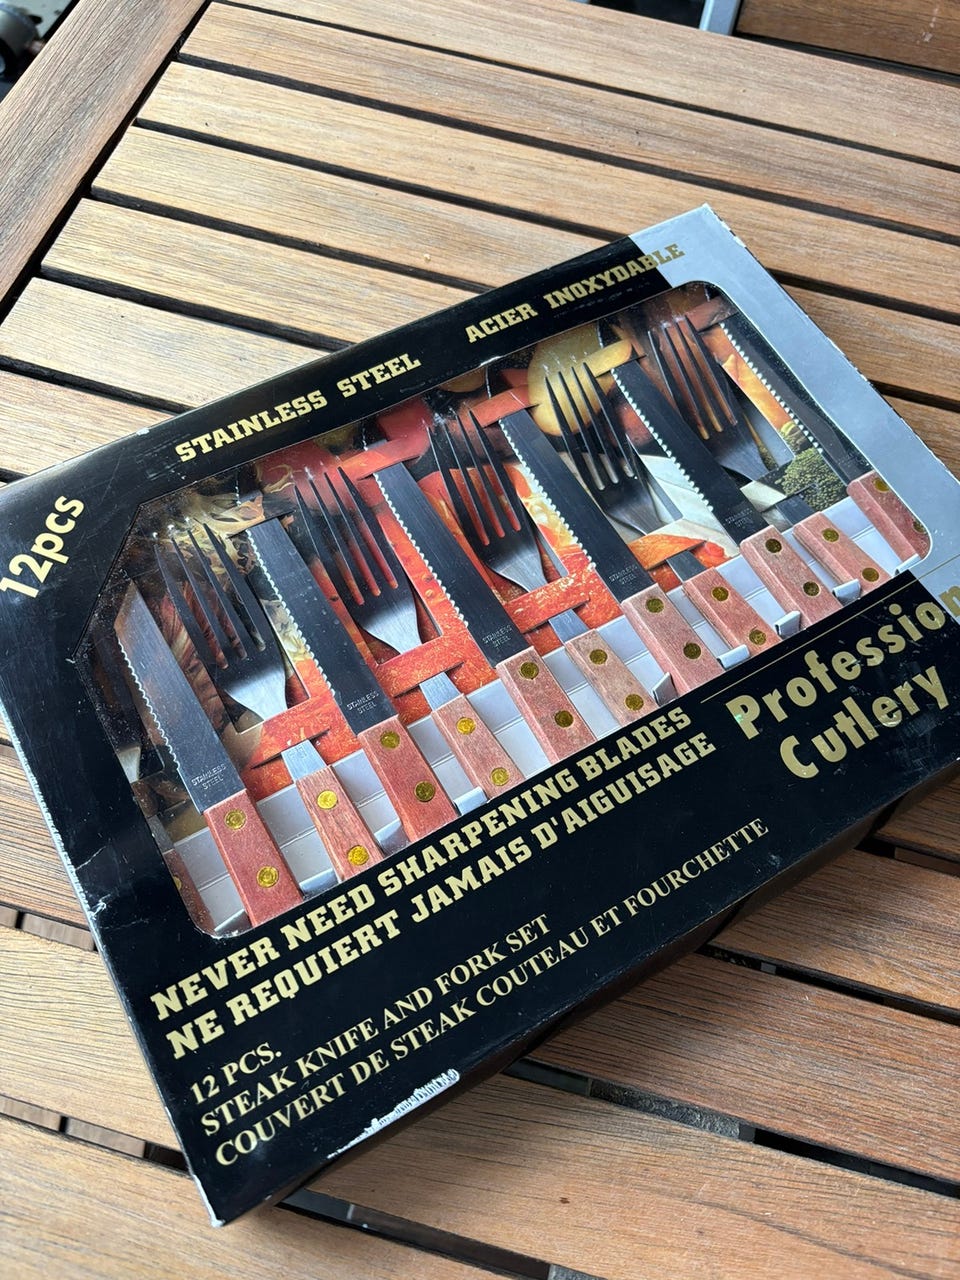 12pcs
STAINLESS STEEL ACIER INOXYDABLE
STAINLESS
STEEL
STAINLESS
STEEL
STAINLESS
STEEL
STAINLESS
STEEL
Profession
Cutlery
NEVER NEED SHARPENING BLADES
NE REQUIERT JAMAIS D'AIGUISAGE
12 PCS.
STEAK KNIFE AND FORK SET
COUVERT DE STEAK COUTEAU ET FOURCHETTE